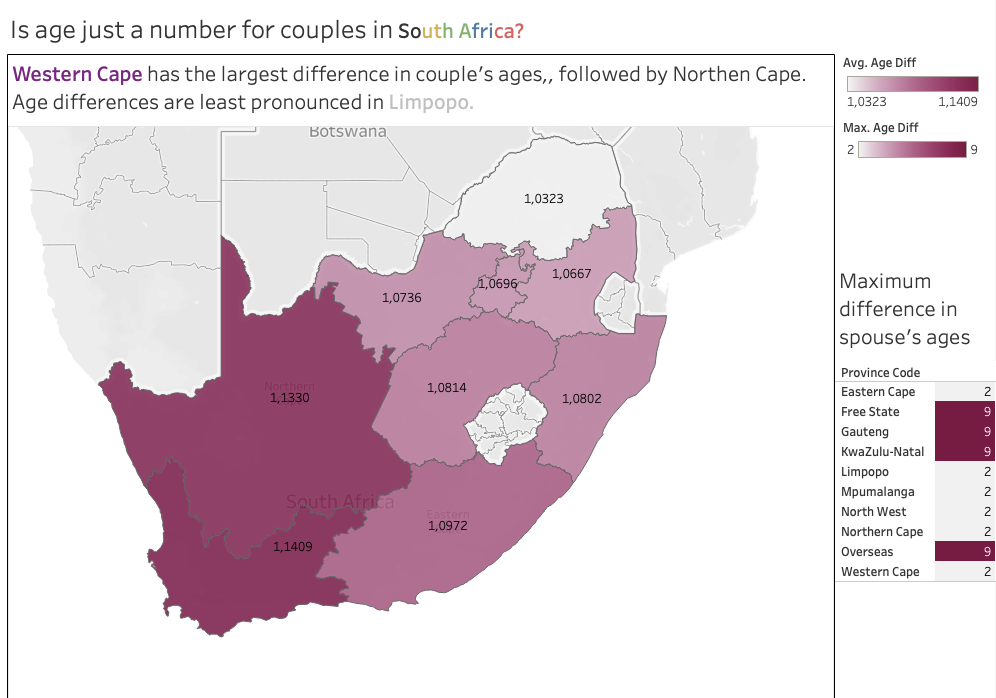 Is age just a number for couples in South Africa?
Western Cape has the largest difference in couple's ages,, followed by Northen Cape.
Age differences are least pronounced in Limpopo.
Avg. Age Diff
1,0323 1,1409
Max. Age Diff
2 9
Botswana
1,0323
1,0667
1,0696
1,0736
Northern
1,1330
1,0814
1,0802
South Africa
Eastern
1,0972
1,1409
Maximum
difference in
spouse's ages
Province Code
Eastern Cape 2
Free State 9
Gauteng 9
KwaZulu-Natal 9
Limpopo 2
Mpumalanga 2
North West 2
Northern Cape 2
Overseas 9
Western Cape 2